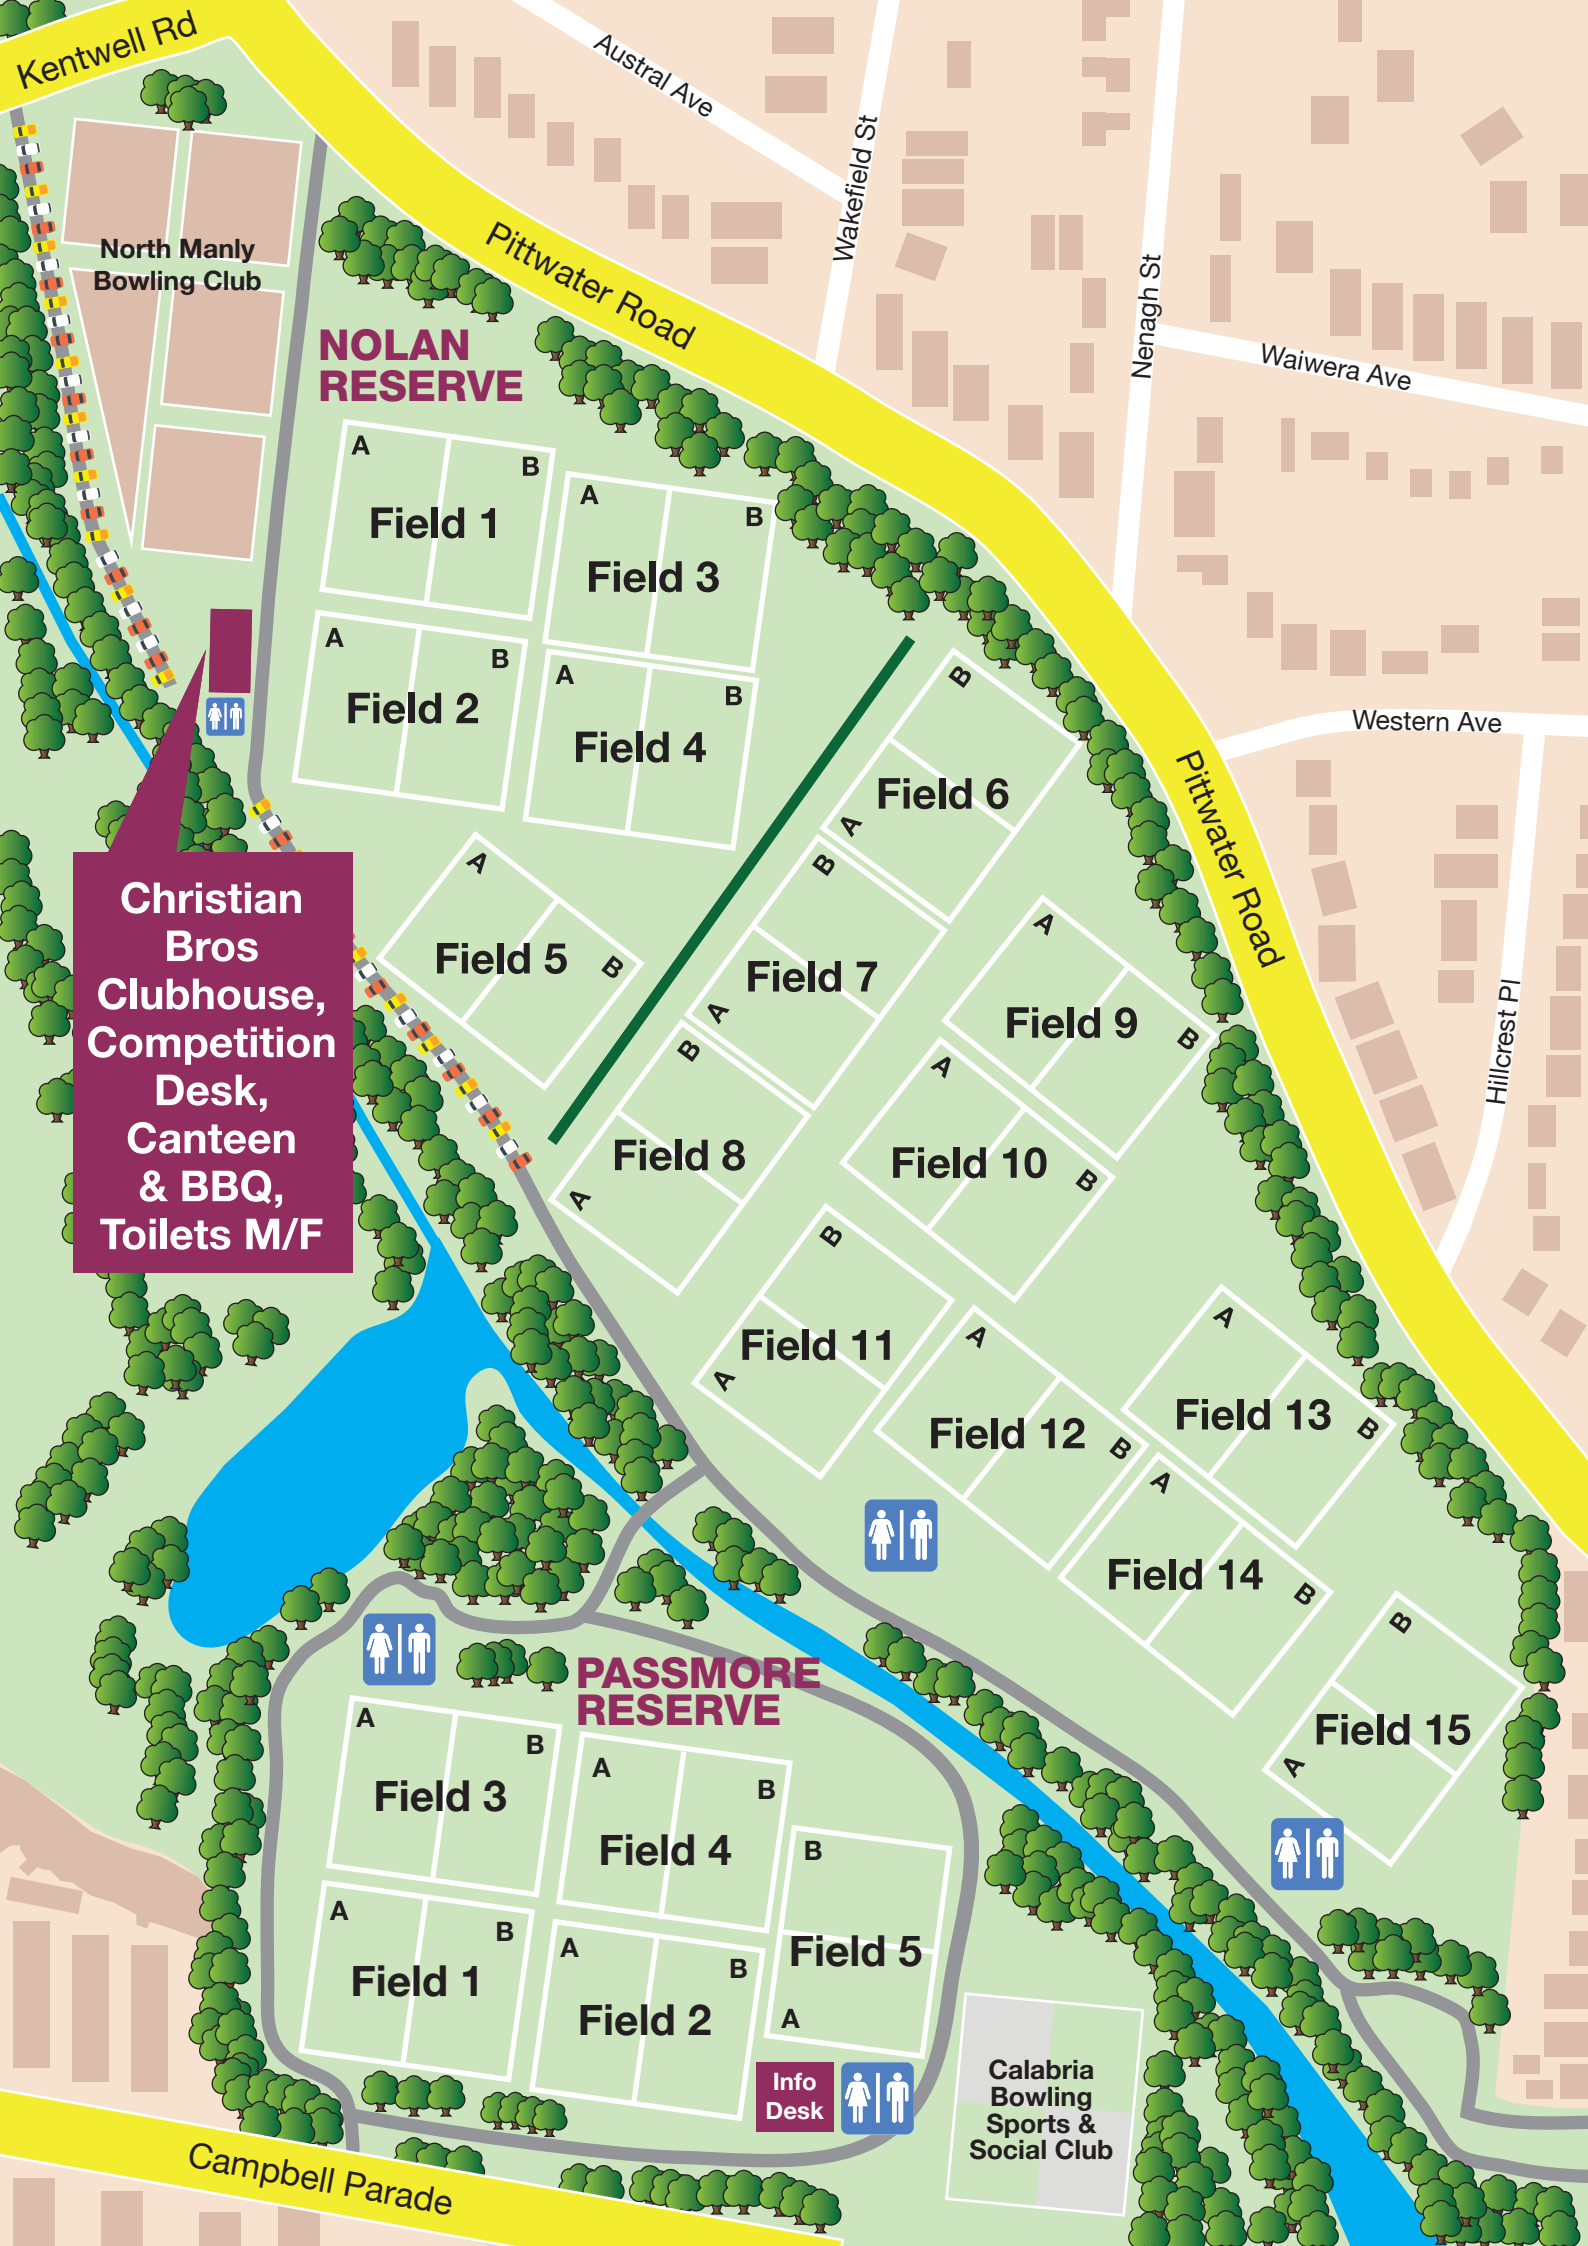 Kentwell Rd
Austral Ave
Wakefield St
Nenagh St
Waiwera Ave
Pittwater Road
North Manly
Bowling Club
NOLAN
RESERVE
A
B
Field 1
A
B
Field 3
A
B
Field 2
A
B
Field 4
B
Field 6
A
Western Ave
Pittwater Road
Hillcrest Pl
Christian
Bros
Clubhouse,
Competition
Desk,
Canteen
& BBQ,
Toilets M/F
A
Field 5
B
B
Field 7
A
A
Field 9
B
B
Field 8
A
A
Field 10
B
B
Field 11
A
A
Field 12
B
A
Field 13
B
A
Field 14
B
B
Field 15
A
PASSMORE
RESERVE
A
B
Field 3
A
B
Field 4
B
Field 5
A
A
B
Field 1
A
B
Field 2
Info
Desk
Calabria
Bowling
Sports &
Social Club
Campbell Parade